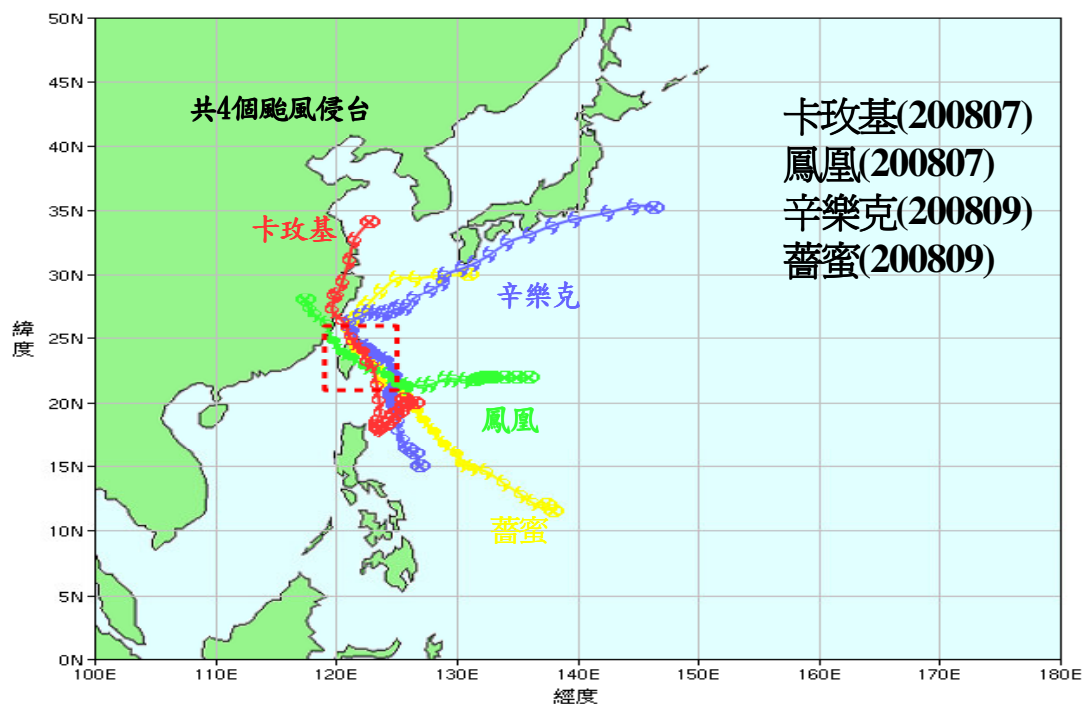 50N
45N
40N
35N
30N
25N
20N
15N
10N
5N
0N
緯度
共4個颱風侵台
卡玫基(200807)
鳳凰(200807)
辛樂克(200809)
薔蜜(200809)
卡玫基
辛樂克
鳳凰
薔蜜
100E 110E 120E 130E 140E 150E 160E 170E 180E
經度